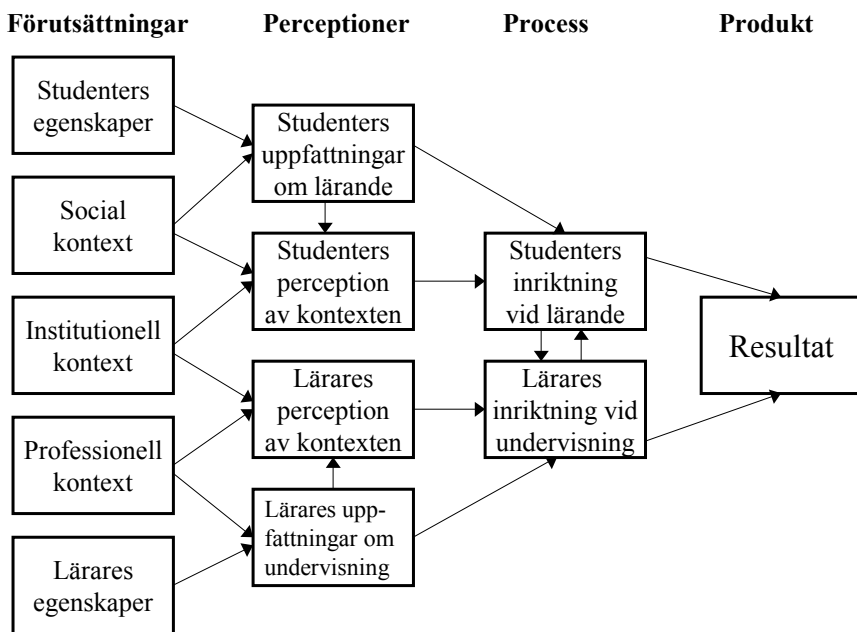 Förutsättningar
Perceptioner
Process
Produkt
Studenters
egenskaper
Social
kontext
Institutionell
kontext
Professionell
kontext
Lärares
egenskaper
Studenters
uppfattningar
om lärande
Studenters
perception
av kontexten
Lärares
perception
av kontexten
Lärares upp-
fattningar om
undervisning
Studenters
inriktning
vid lärande
Lärares
inriktning vid
undervisning
Resultat